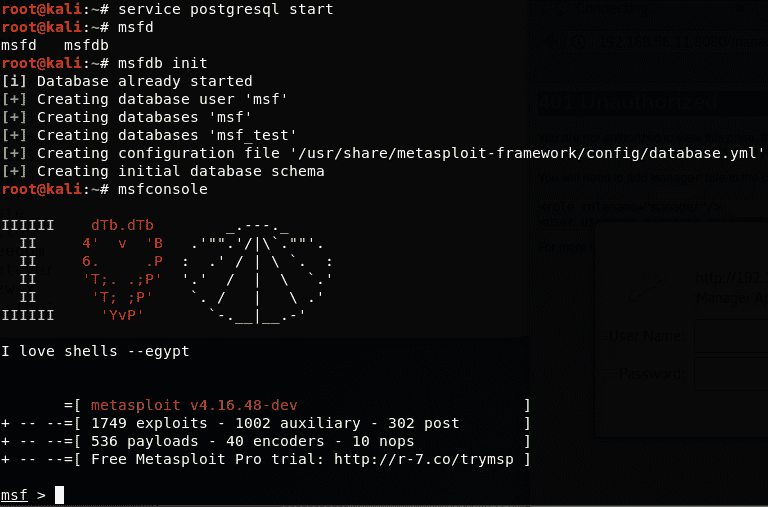 root@kali:~# service postgresql start
root@kali:~# msfd
msfd   msfdb
root@kali:~# msfdb init
[i] Database already started
[+] Creating database user 'msf'
[+] Creating databases 'msf'
[+] Creating databases 'msf_test'
[+] Creating configuration file '/usr/share/metasploit-framework/config/database.yml'
[+] Creating initial database schema
root@kali:~# msfconsole
IIIIII    dTb.dTb        _.---._
  II     4'  v  'B   .'"".'/|\`.""'.
  II     6.     .P  :  .' / | \ `.  :
  II     'T;. .;P'  '.'  /  |  \  `.'
  II      'T; ;P'    `. /   |   \ .'
IIIIII     'YvP'       `-.__|__.-'
I love shells --egypt
       =[ metasploit v4.16.48-dev                         ]
+ -- --=[ 1749 exploits - 1002 auxiliary - 302 post       ]
+ -- --=[ 536 payloads - 40 encoders - 10 nops            ]
+ -- --=[ Free Metasploit Pro trial: http://r-7.co/trymsp ]
msf >
401 Unauthorized
User Name
Password